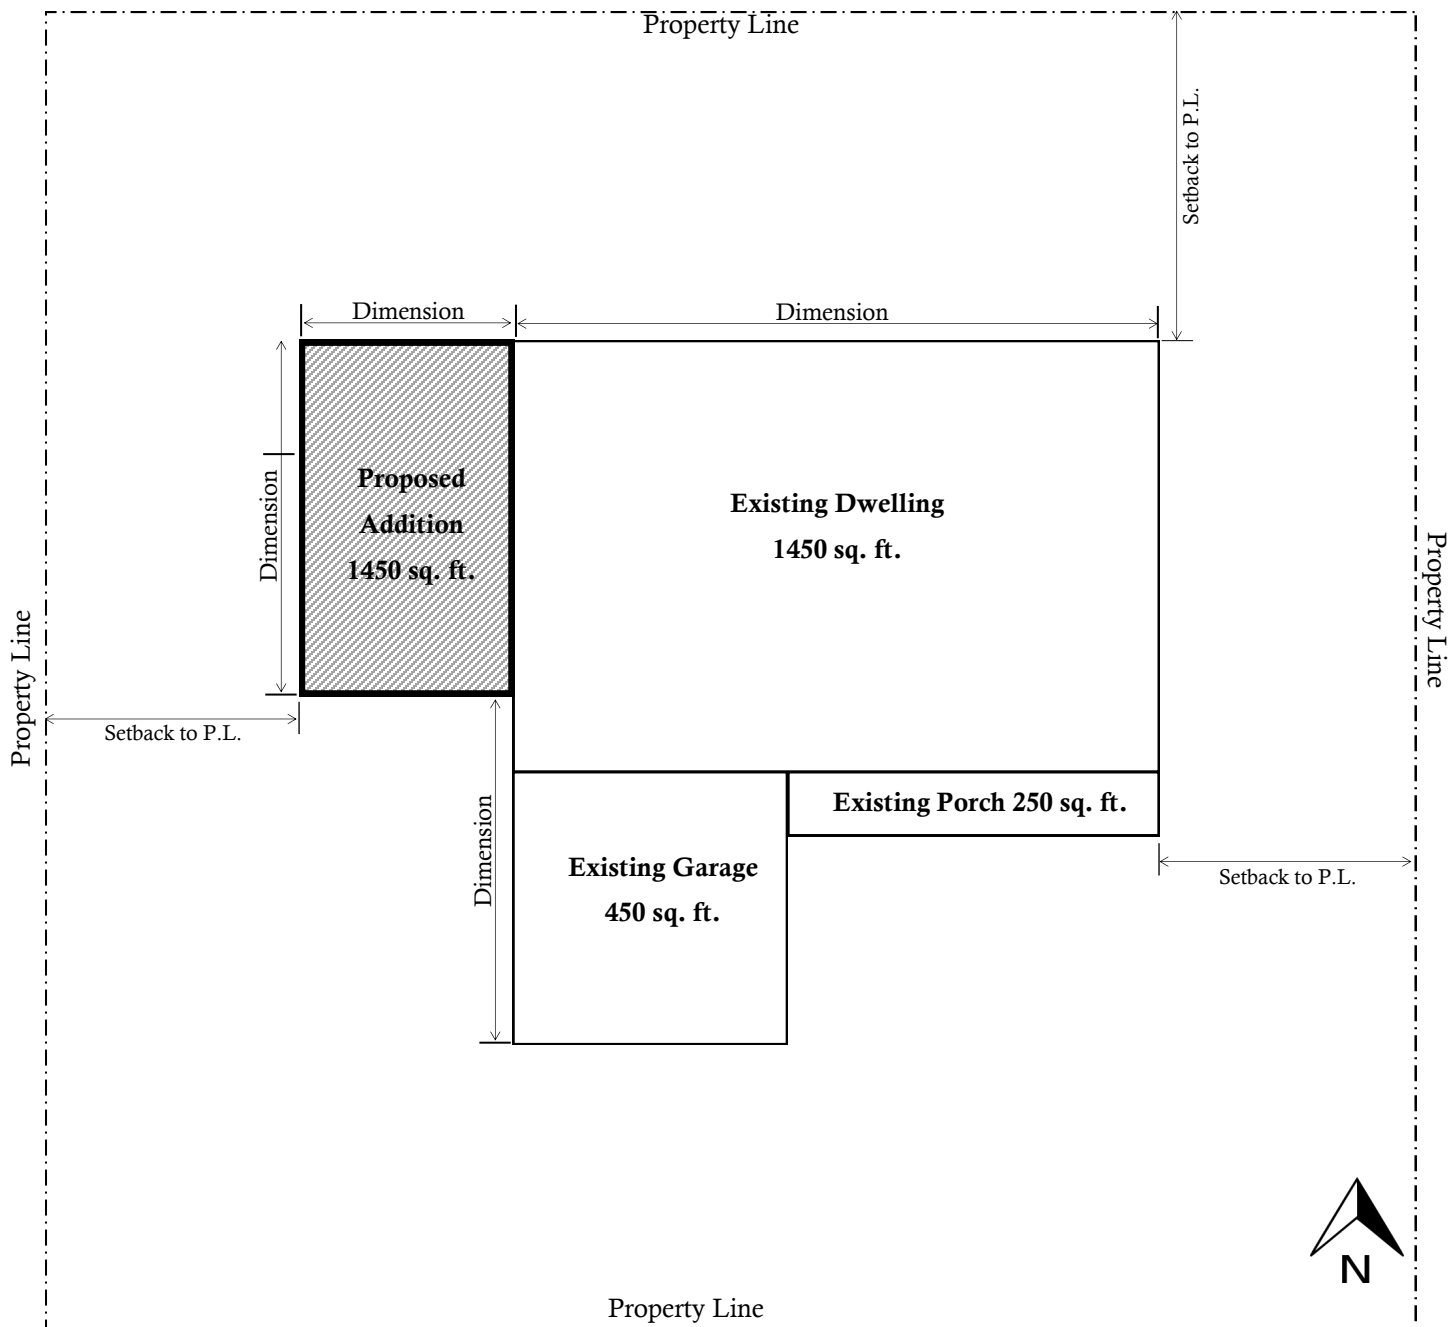 Property Line
Setback to P.L.
Dimension
Dimension
Proposed
Addition
1450 sq. ft.
Existing Dwelling
1450 sq. ft.
Dimension
Property Line
Property Line
Setback to P.L.
Existing Porch 250 sq. ft.
Dimension
Existing Garage
450 sq. ft.
Setback to P.L.
N
Property Line